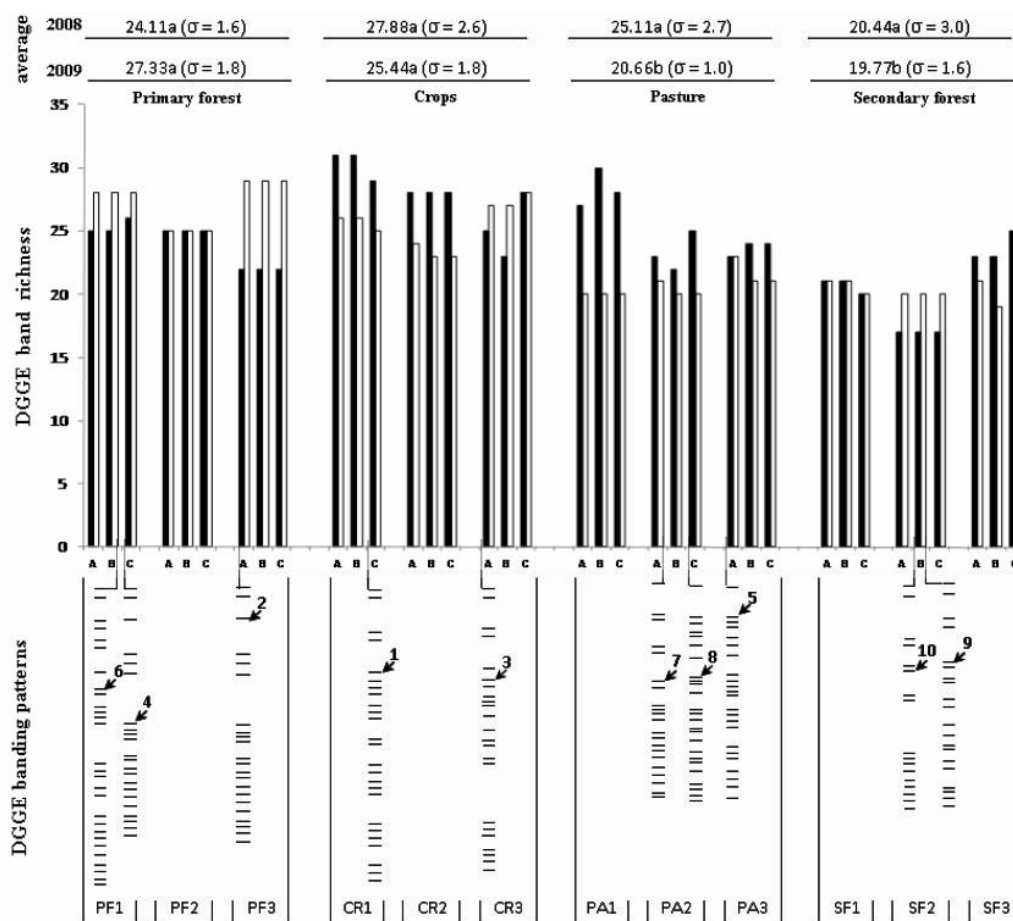 average
2008 24.11a (σ = 1.6) 27.88a (σ = 2.6) 25.11a (σ = 2.7) 20.44a (σ = 3.0)
2009 27.33a (σ = 1.8) 25.44a (σ = 1.8) 20.66b (σ = 1.0) 19.77b (σ = 1.6)
Primary forest Crops Pasture Secondary forest
DGGE band richness
35
30
25
20
15
10
5
0
A B C A B C A B C A B C A B C A B C A B C A B C A B C A B C A B C A B C
DGGE banding patterns
2
5
1
3
9
10
6
7
8
4
PF1 PF2 PF3 CR1 CR2 CR3 PA1 PA2 PA3 SF1 SF2 SF3